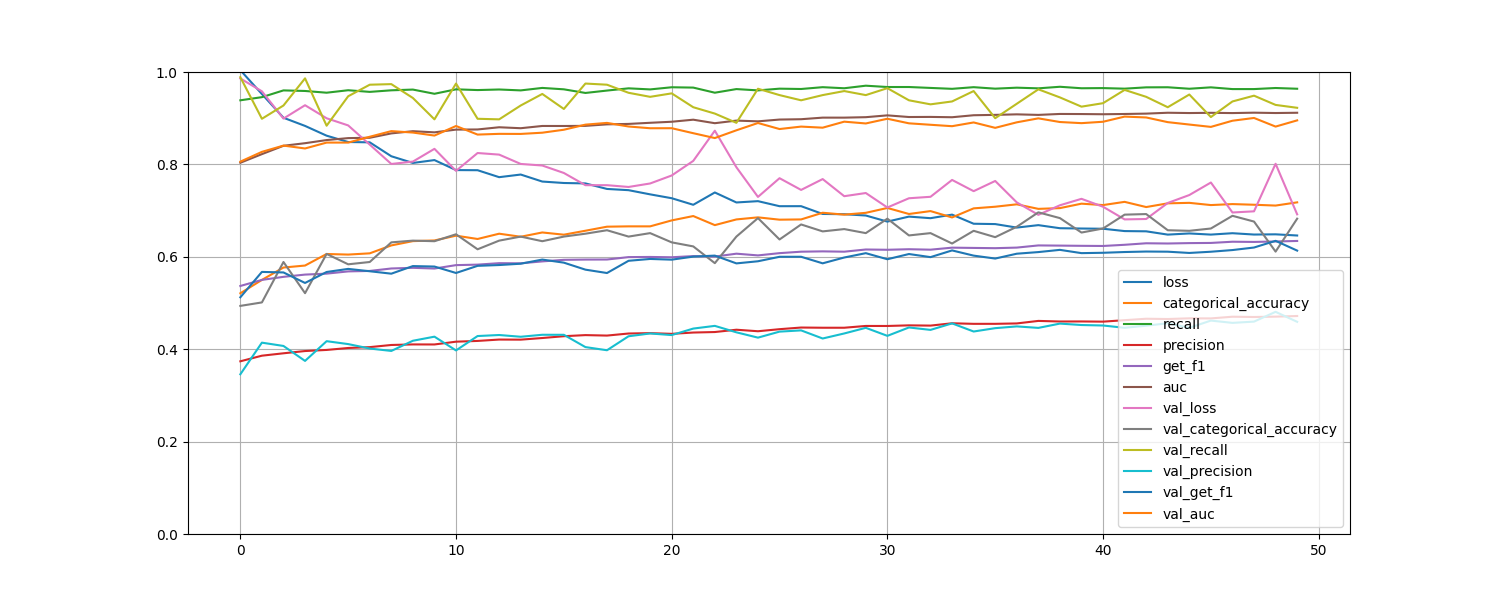 1.0
0.8
0.6
0.4
0.2
0.0
0 10 20 30 40 50
loss
categorical_accuracy
recall
precision
get_f1
auc
val_loss
val_categorical_accuracy
val_recall
val_precision
val_get_f1
val_auc